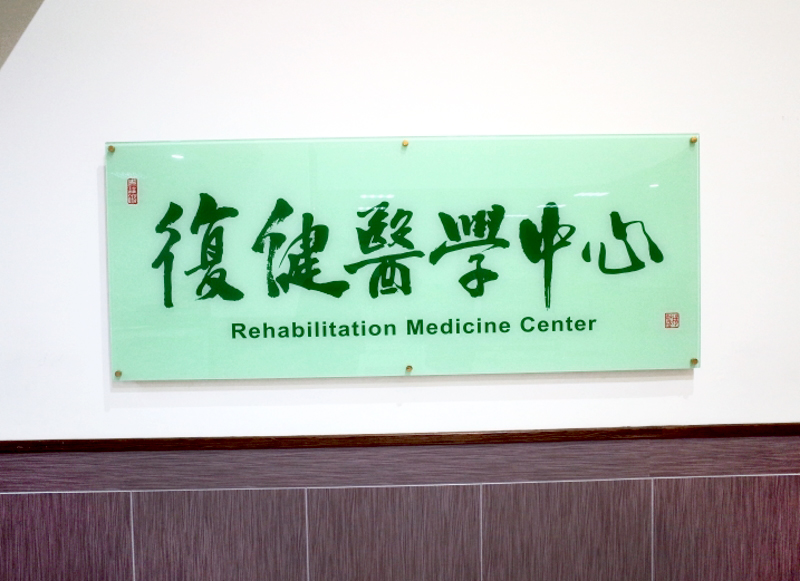 復健醫學中心
Rehabilitation Medicine Center